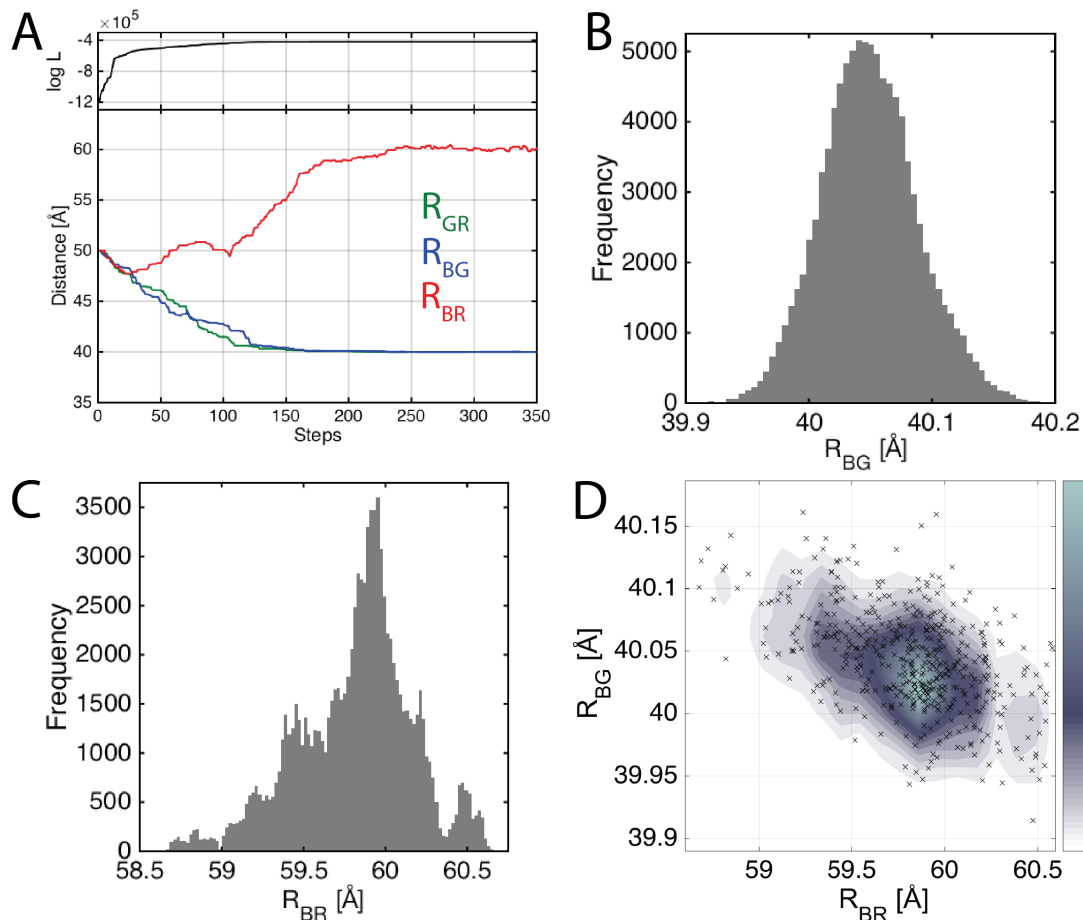 A
×10⁵
log L
-4
-8
-12
Distance [Å]
60
55
50
45
40
35
R_GR
R_BG
R_BR
0 50 100 150 200 250 300 350
Steps
B
Frequency
5000
4000
3000
2000
1000
0
39.9 40 40.1 40.2
R_BG [Å]
C
Frequency
3500
3000
2500
2000
1500
1000
500
0
58.5 59 59.5 60 60.5
R_BR [Å]
D
R_BG [Å]
40.15
40.1
40.05
40
39.95
39.9
59 59.5 60 60.5
R_BR [Å]